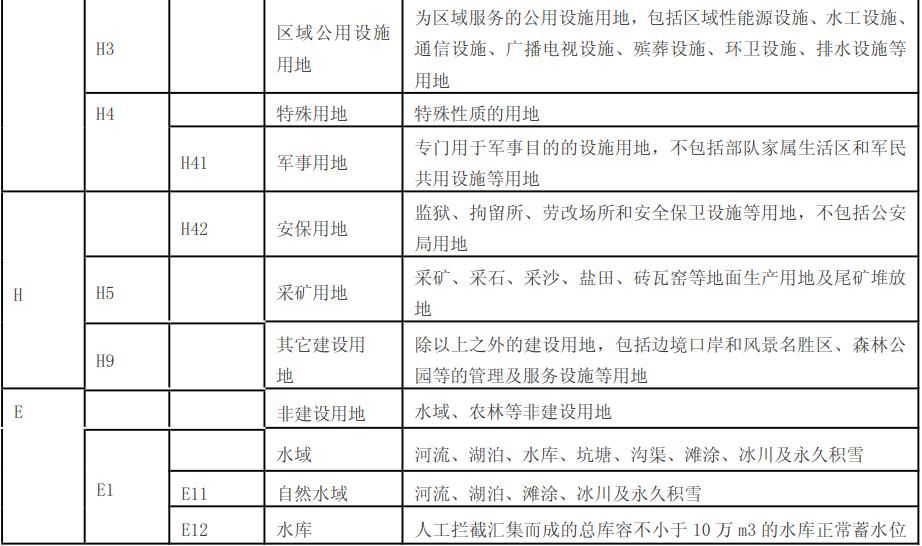 H3 区域公用设施用地 为区域服务的公用设施用地，包括区域性能源设施、水工设施、通信设施、广播电视设施、殡葬设施、环卫设施、排水设施等用地
H4 特殊用地 特殊性质的用地
H41 军事用地 专门用于军事目的的设施用地，不包括部队家属生活区和军民共用设施等用地
H42 安保用地 监狱、拘留所、劳改场所和安全保卫设施等用地，不包括公安局用地
H H5 采矿用地 采矿、采石、采沙、盐田、砖瓦窑等地面生产用地及尾矿堆放地
H9 其它建设用地 除以上之外的建设用地，包括边境口岸和风景名胜区、森林公园等的管理及服务设施等用地
E 非建设用地 水域、农林等非建设用地
E1 水域 河流、湖泊、水库、坑塘、沟渠、滩涂、冰川及永久积雪
E11 自然水域 河流、湖泊、滩涂、冰川及永久积雪
E12 水库 人工拦截汇集而成的总库容不小于10万m3的水库正常蓄水位